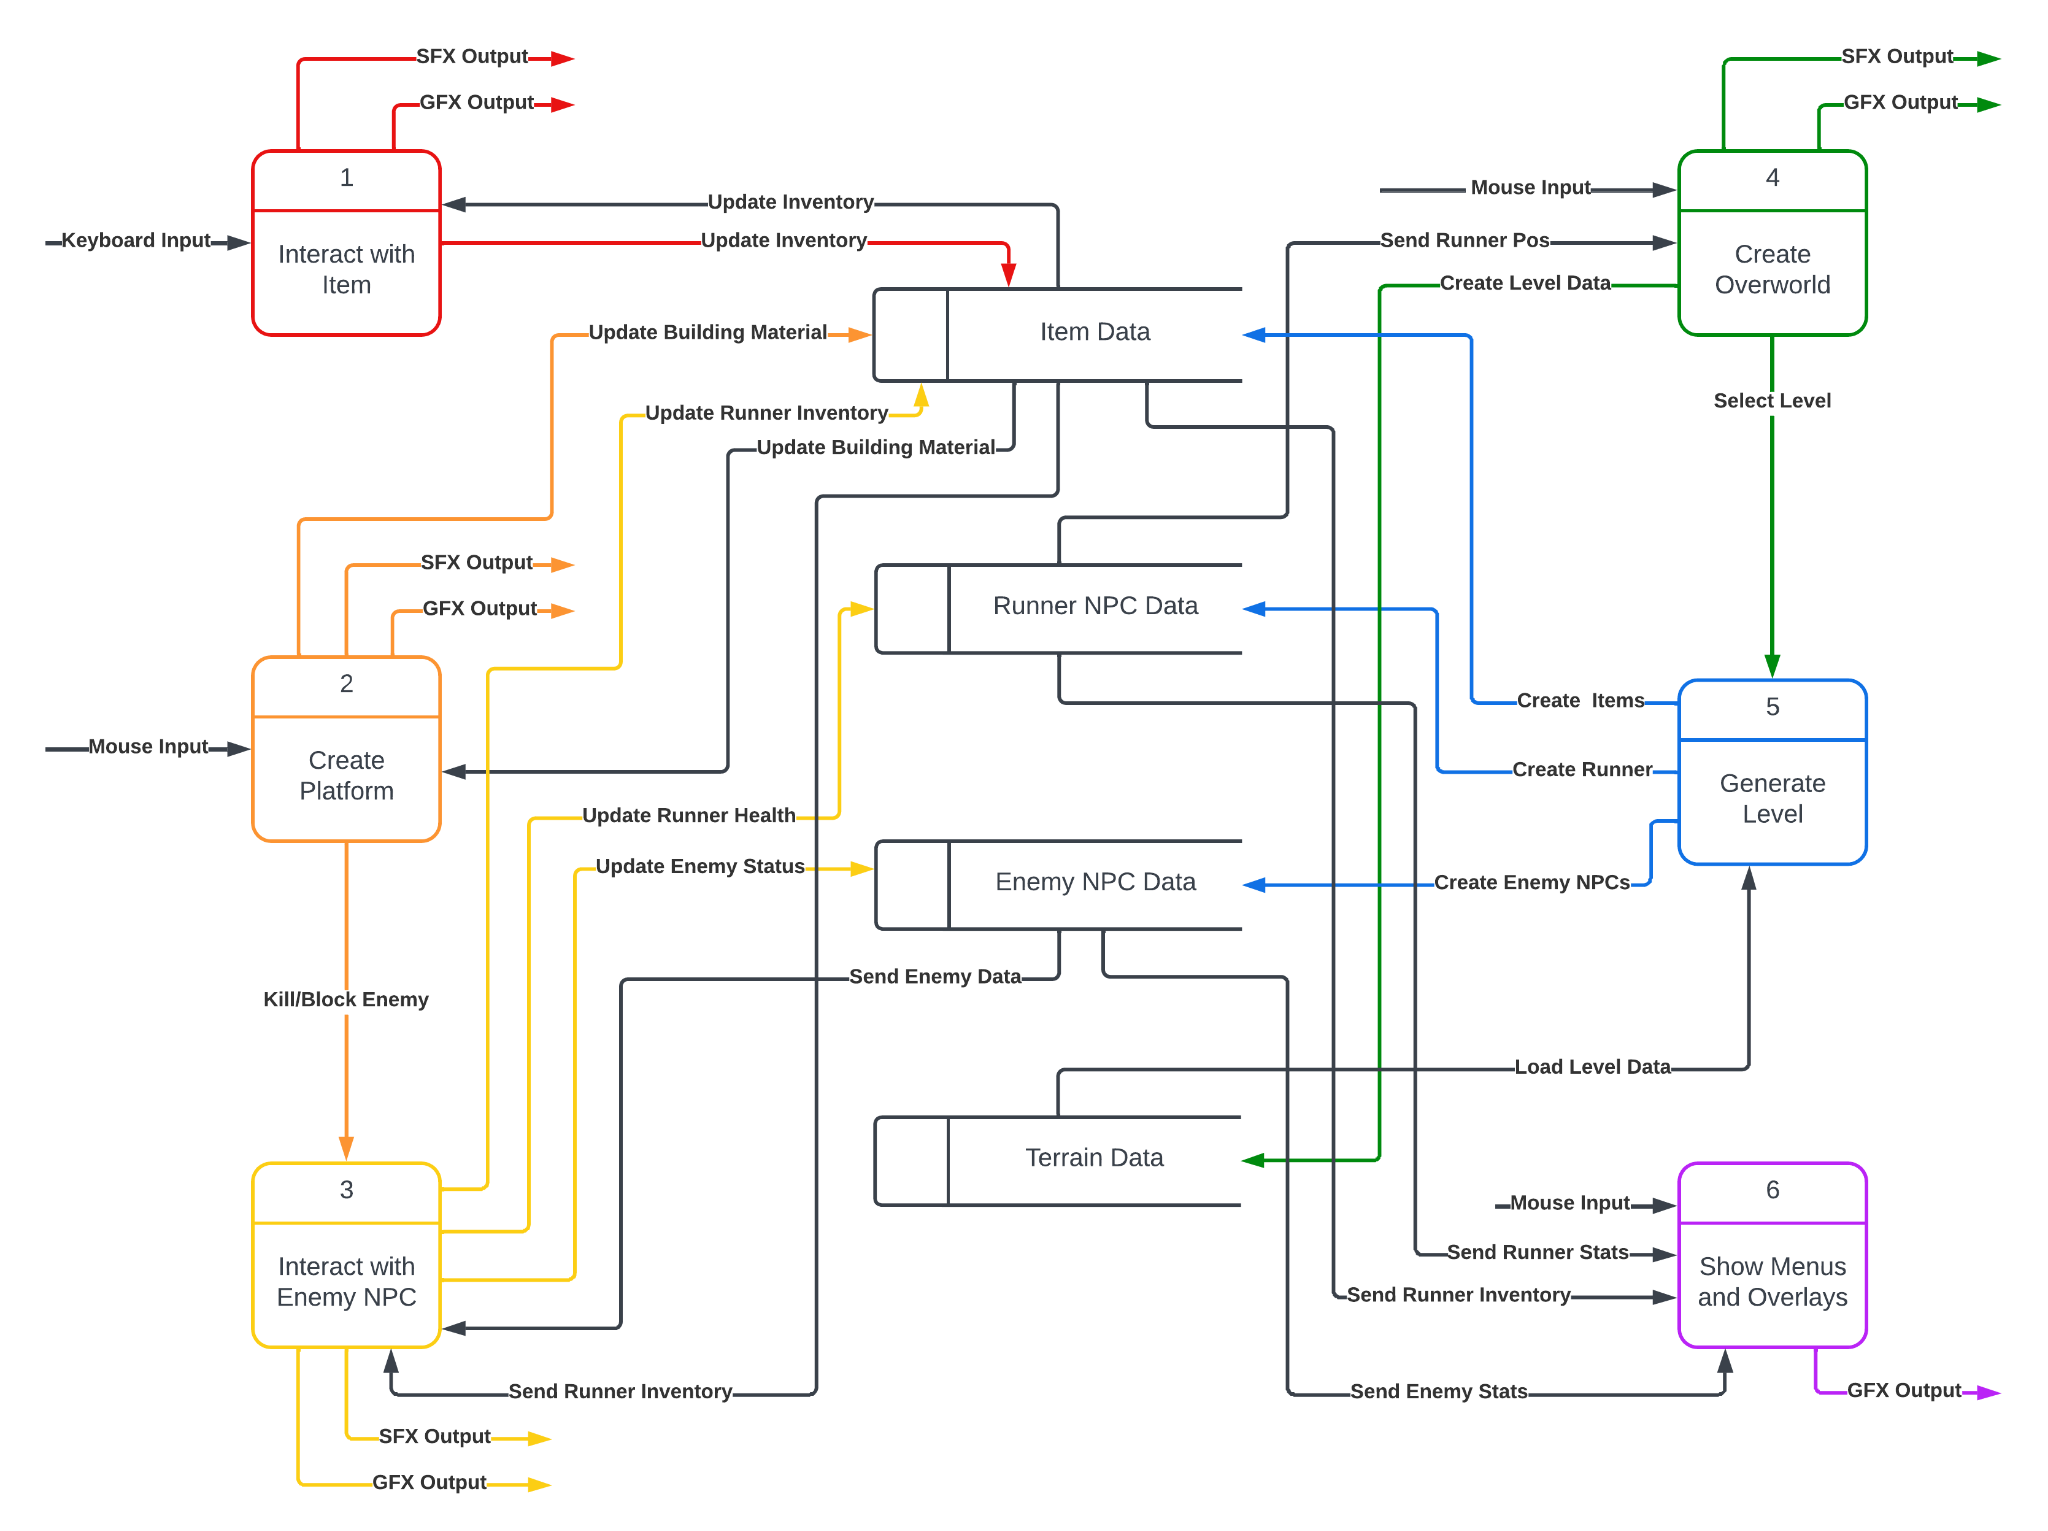 SFX Output
GFX Output
1
Interact with
Item
Keyboard Input
Update Inventory
Update Inventory
SFX Output
GFX Output
4
Create
Overworld
Mouse Input
Send Runner Pos
Create Level Data
Item Data
Update Building Material
Update Runner Inventory
Update Building Material
Select Level
SFX Output
GFX Output
2
Create
Platform
Mouse Input
Runner NPC Data
Create  Items
Create Runner
Create Enemy NPCs
5
Generate
Level
Update Runner Health
Update Enemy Status
Enemy NPC Data
Send Enemy Data
Kill/Block Enemy
Load Level Data
Terrain Data
3
Interact with
Enemy NPC
Mouse Input
Send Runner Stats
Send Runner Inventory
6
Show Menus
and Overlays
Send Runner Inventory
Send Enemy Stats
GFX Output
SFX Output
GFX Output